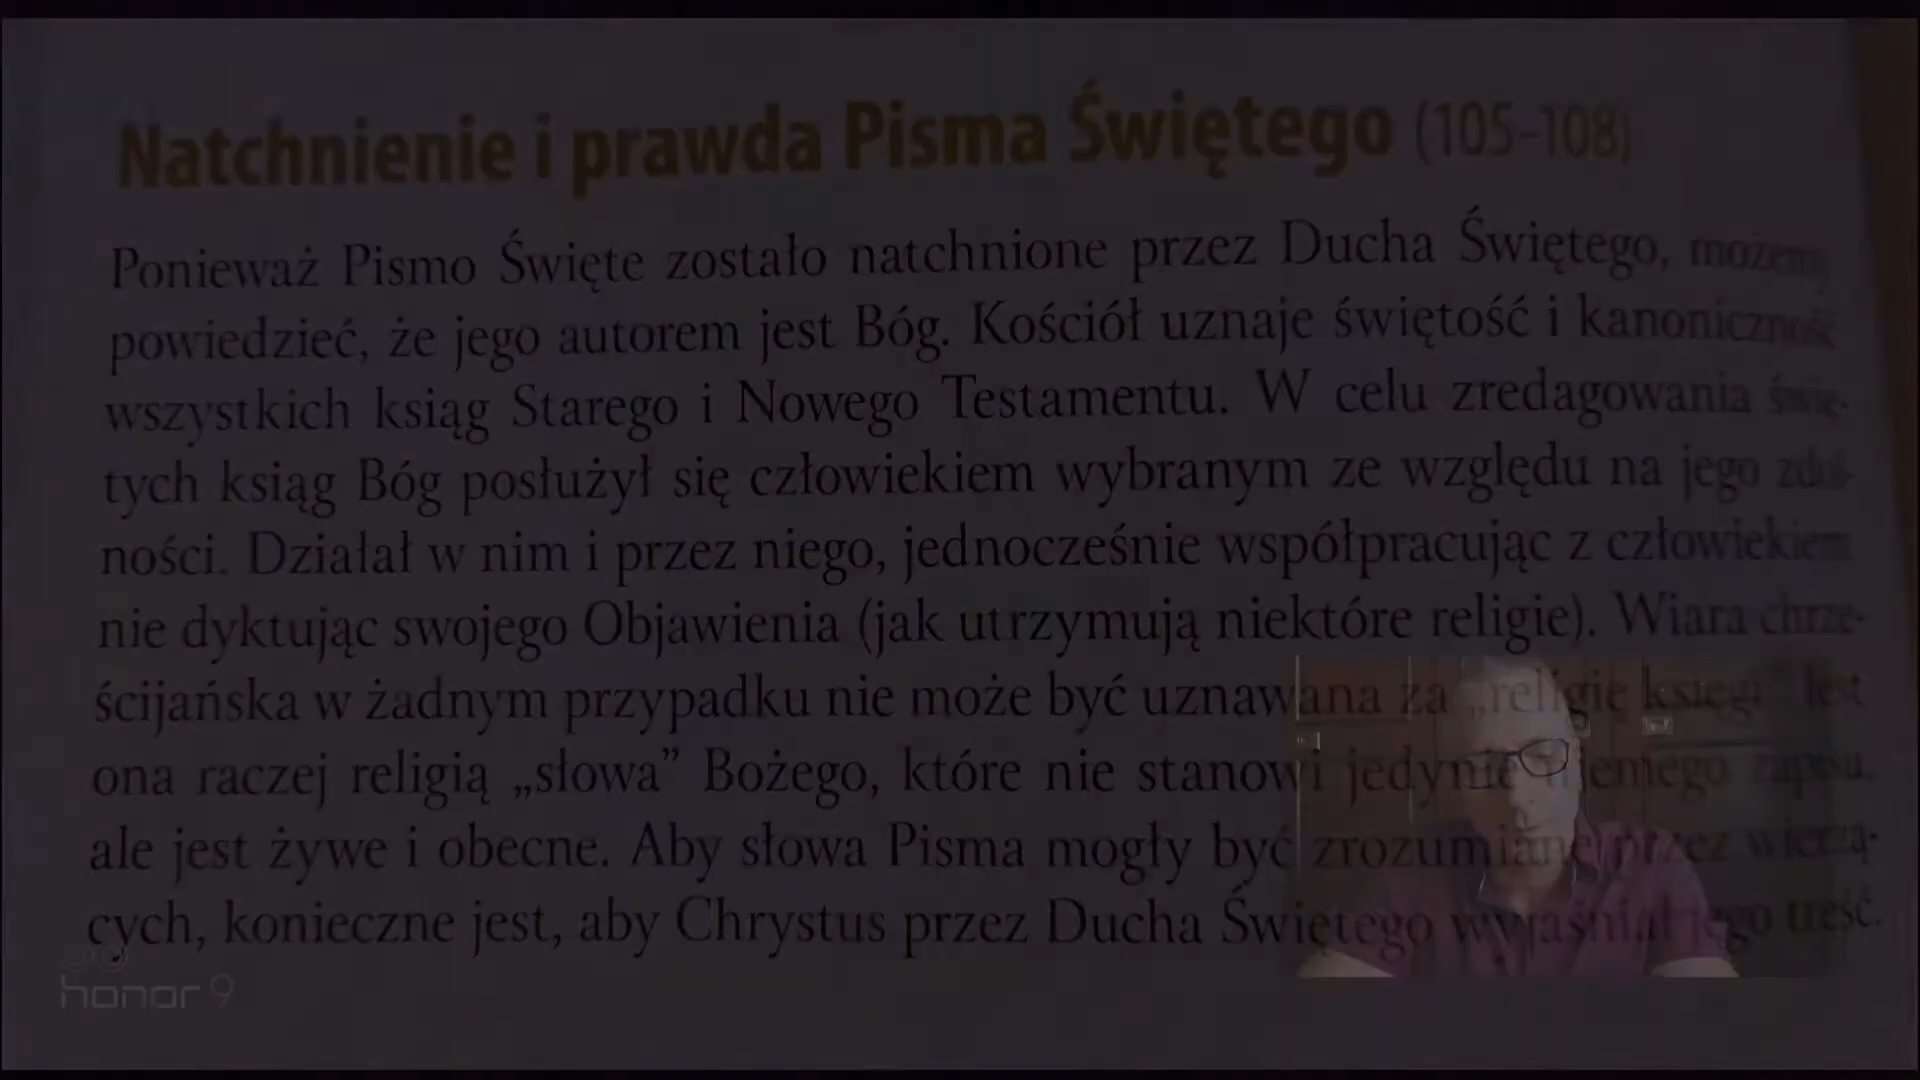 Natchnienie i prawda Pisma Świętego (105-108)
Ponieważ Pismo Święte zostało natchnione przez Ducha Świętego, możemy
powiedzieć, że jego autorem jest Bóg. Kościół uznaje świętość i kanoniczność
wszystkich ksiąg Starego i Nowego Testamentu. W celu zredagowania świę-
tych ksiąg Bóg posłużył się człowiekiem wybranym ze względu na jego zdol-
ności. Działał w nim i przez niego, jednocześnie współpracując z człowiekiem
nie dyktując swojego Objawienia (jak utrzymują niektóre religie). Wiara chrze-
ścijańska w żadnym przypadku nie może być uznawana za „religię księgi" Jest
ona raczej religią „słowa” Bożego, które nie stanowi jedynie niemego zapisu,
ale jest żywe i obecne. Aby słowa Pisma mogły być zrozumiane przez wierzą-
cych, konieczne jest, aby Chrystus przez Ducha Świętego wyjaśniał jego treść.
honor 9